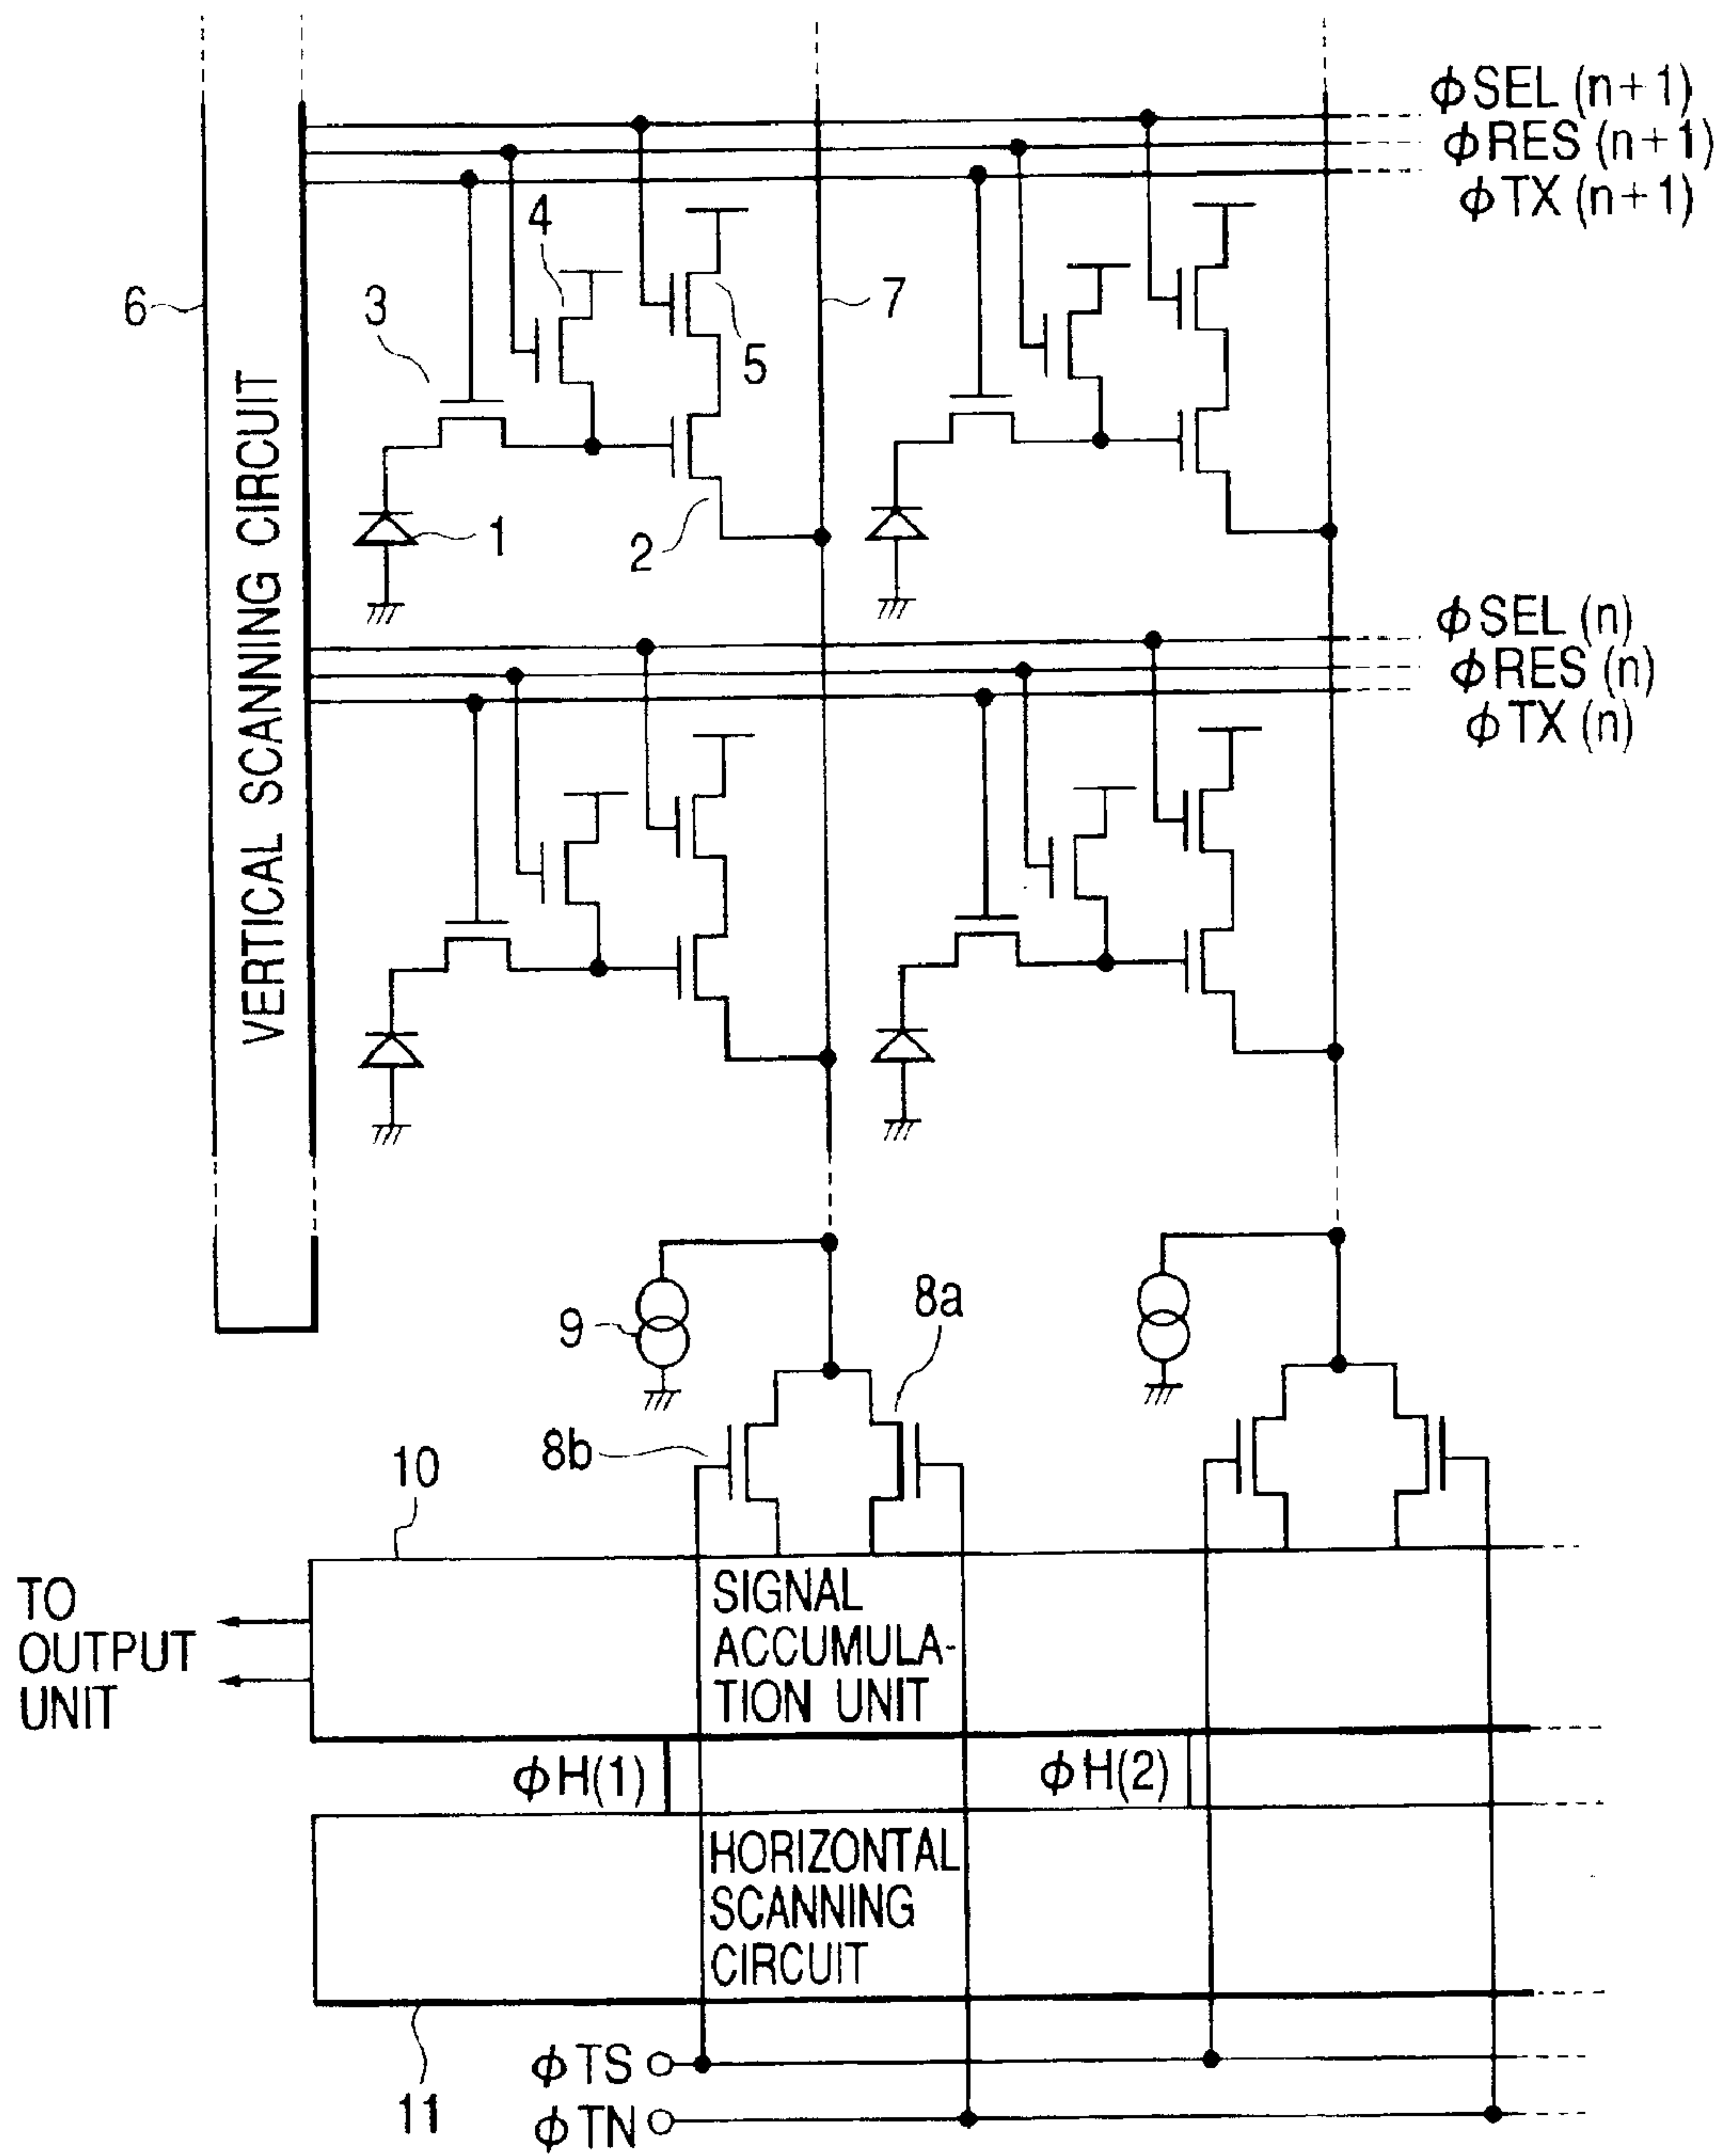 ϕSEL (n+1)
ϕRES (n+1)
ϕTX (n+1)
4
6
3
7
5
VERTICAL SCANNING CIRCUIT
1
2
ϕSEL (n)
ϕRES (n)
ϕTX (n)
9
8a
8b
10
TO
OUTPUT
UNIT
SIGNAL
ACCUMULA-
TION UNIT
ϕH(1)
ϕH(2)
HORIZONTAL
SCANNING
CIRCUIT
ϕTS
11
ϕTN